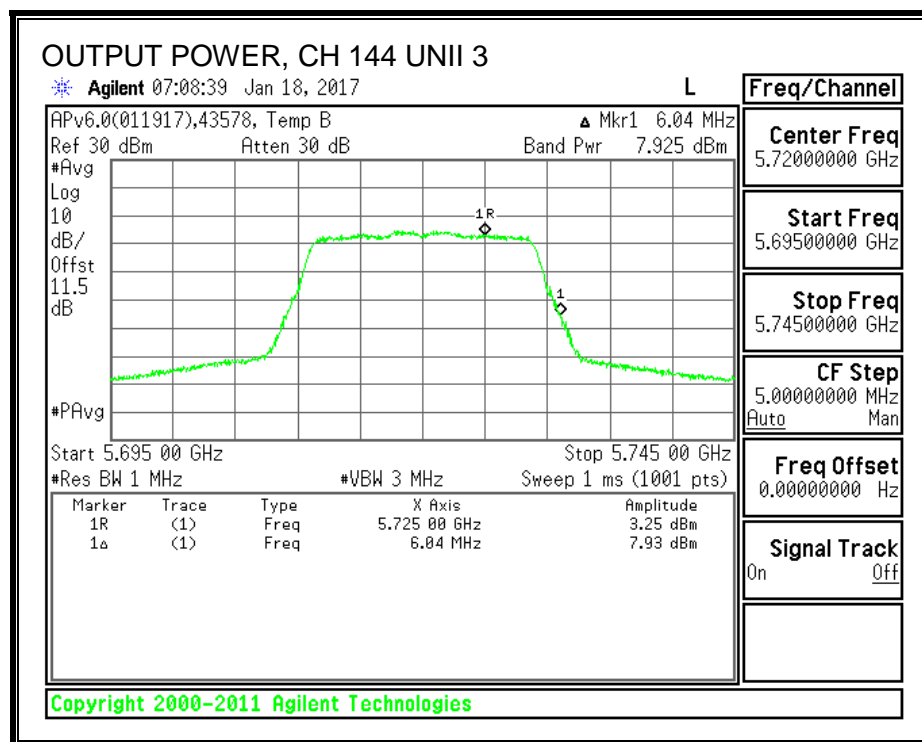 OUTPUT POWER, CH 144 UNII 3
Agilent 07:08:39 Jan 18, 2017 L
APv6.0(011917),43578, Temp B Δ Mkr1 6.04 MHz
Ref 30 dBm Atten 30 dB Band Pwr 7.925 dBm
#Avg
Log
10
dB/
Offst
11.5
dB
#PAvg
1R
1
Start 5.695 00 GHz Stop 5.745 00 GHz
#Res BW 1 MHz #VBW 3 MHz Sweep 1 ms (1001 pts)
Marker Trace Type X Axis Amplitude
1R (1) Freq 5.725 00 GHz 3.25 dBm
1Δ (1) Freq 6.04 MHz 7.93 dBm
Freq/Channel
Center Freq
5.72000000 GHz
Start Freq
5.69500000 GHz
Stop Freq
5.74500000 GHz
CF Step
5.00000000 MHz
Auto Man
Freq Offset
0.00000000 Hz
Signal Track
On Off
Copyright 2000-2011 Agilent Technologies